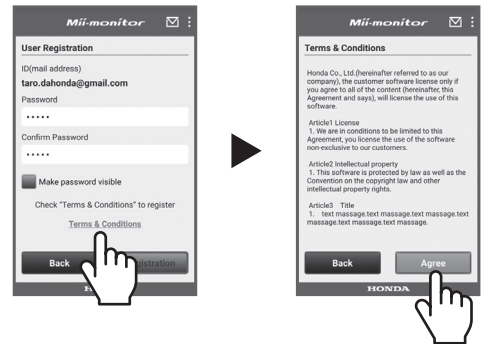 Mii-monitor
User Registration
ID(mail address)
taro.dahonda@gmail.com
Password
•••••
Confirm Password
•••••
Make password visible
Check "Terms & Conditions" to register
Terms & Conditions
Back
Mii-monitor
Terms & Conditions
Honda Co., Ltd.(hereinafter referred to as our
company), the customer software license only if
you agree to all of the content (hereinafter, this
Agreement and says), will license the use of this
software.
Article1 License
1. We are in conditions to be limited to this
Agreement, you license the use of the software
non-exclusive to our customers.
Article2 Intellectual property
1. This software is protected by law as well as the
Convention on the copyright law and other
intellectual property rights.
Article3 Title
1. text massage.text massage.text massage.text
massage.text massage.text massage.
Back Agree
HONDA